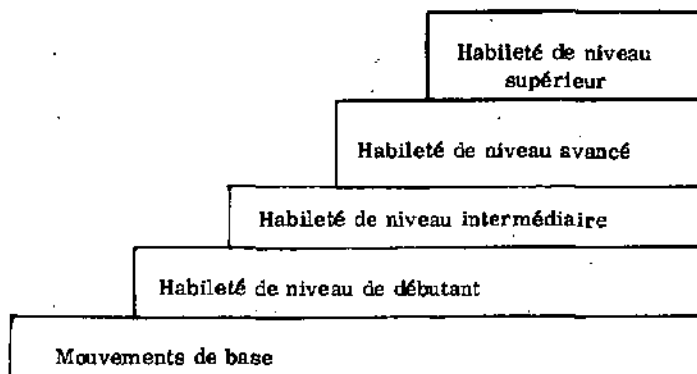 Habileté de niveau
supérieur
Habileté de niveau avancé
Habileté de niveau intermédiaire
Habileté de niveau de débutant
Mouvements de base